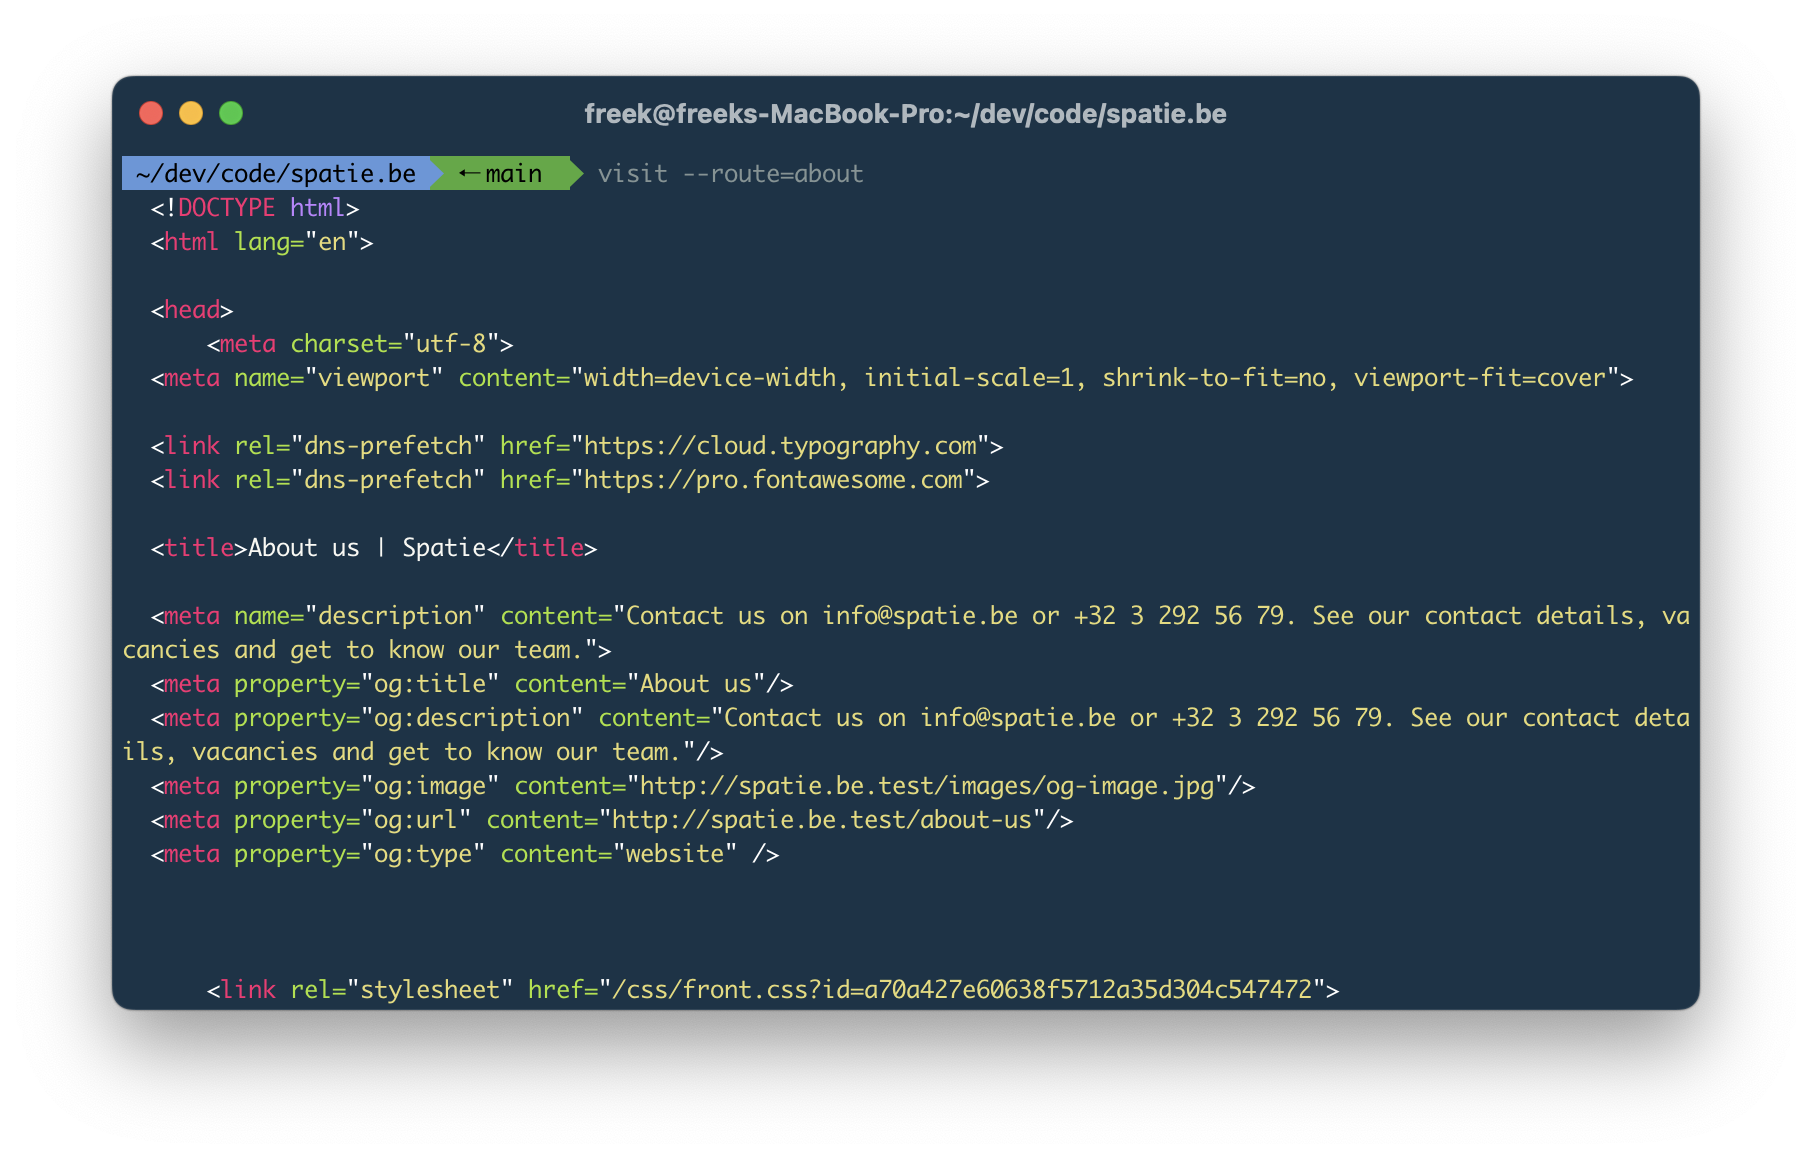 freek@freeks-MacBook-Pro:~/dev/code/spatie.be
~/dev/code/spatie.be ←main visit --route=about
<!DOCTYPE html>
<html lang="en">
<head>
<meta charset="utf-8">
<meta name="viewport" content="width=device-width, initial-scale=1, shrink-to-fit=no, viewport-fit=cover">
<link rel="dns-prefetch" href="https://cloud.typography.com">
<link rel="dns-prefetch" href="https://pro.fontawesome.com">
<title>About us | Spatie</title>
<meta name="description" content="Contact us on info@spatie.be or +32 3 292 56 79. See our contact details, va
cancies and get to know our team.">
<meta property="og:title" content="About us"/>
<meta property="og:description" content="Contact us on info@spatie.be or +32 3 292 56 79. See our contact deta
ils, vacancies and get to know our team."/>
<meta property="og:image" content="http://spatie.be.test/images/og-image.jpg"/>
<meta property="og:url" content="http://spatie.be.test/about-us"/>
<meta property="og:type" content="website" />
<link rel="stylesheet" href="/css/front.css?id=a70a427e60638f5712a35d304c547472">